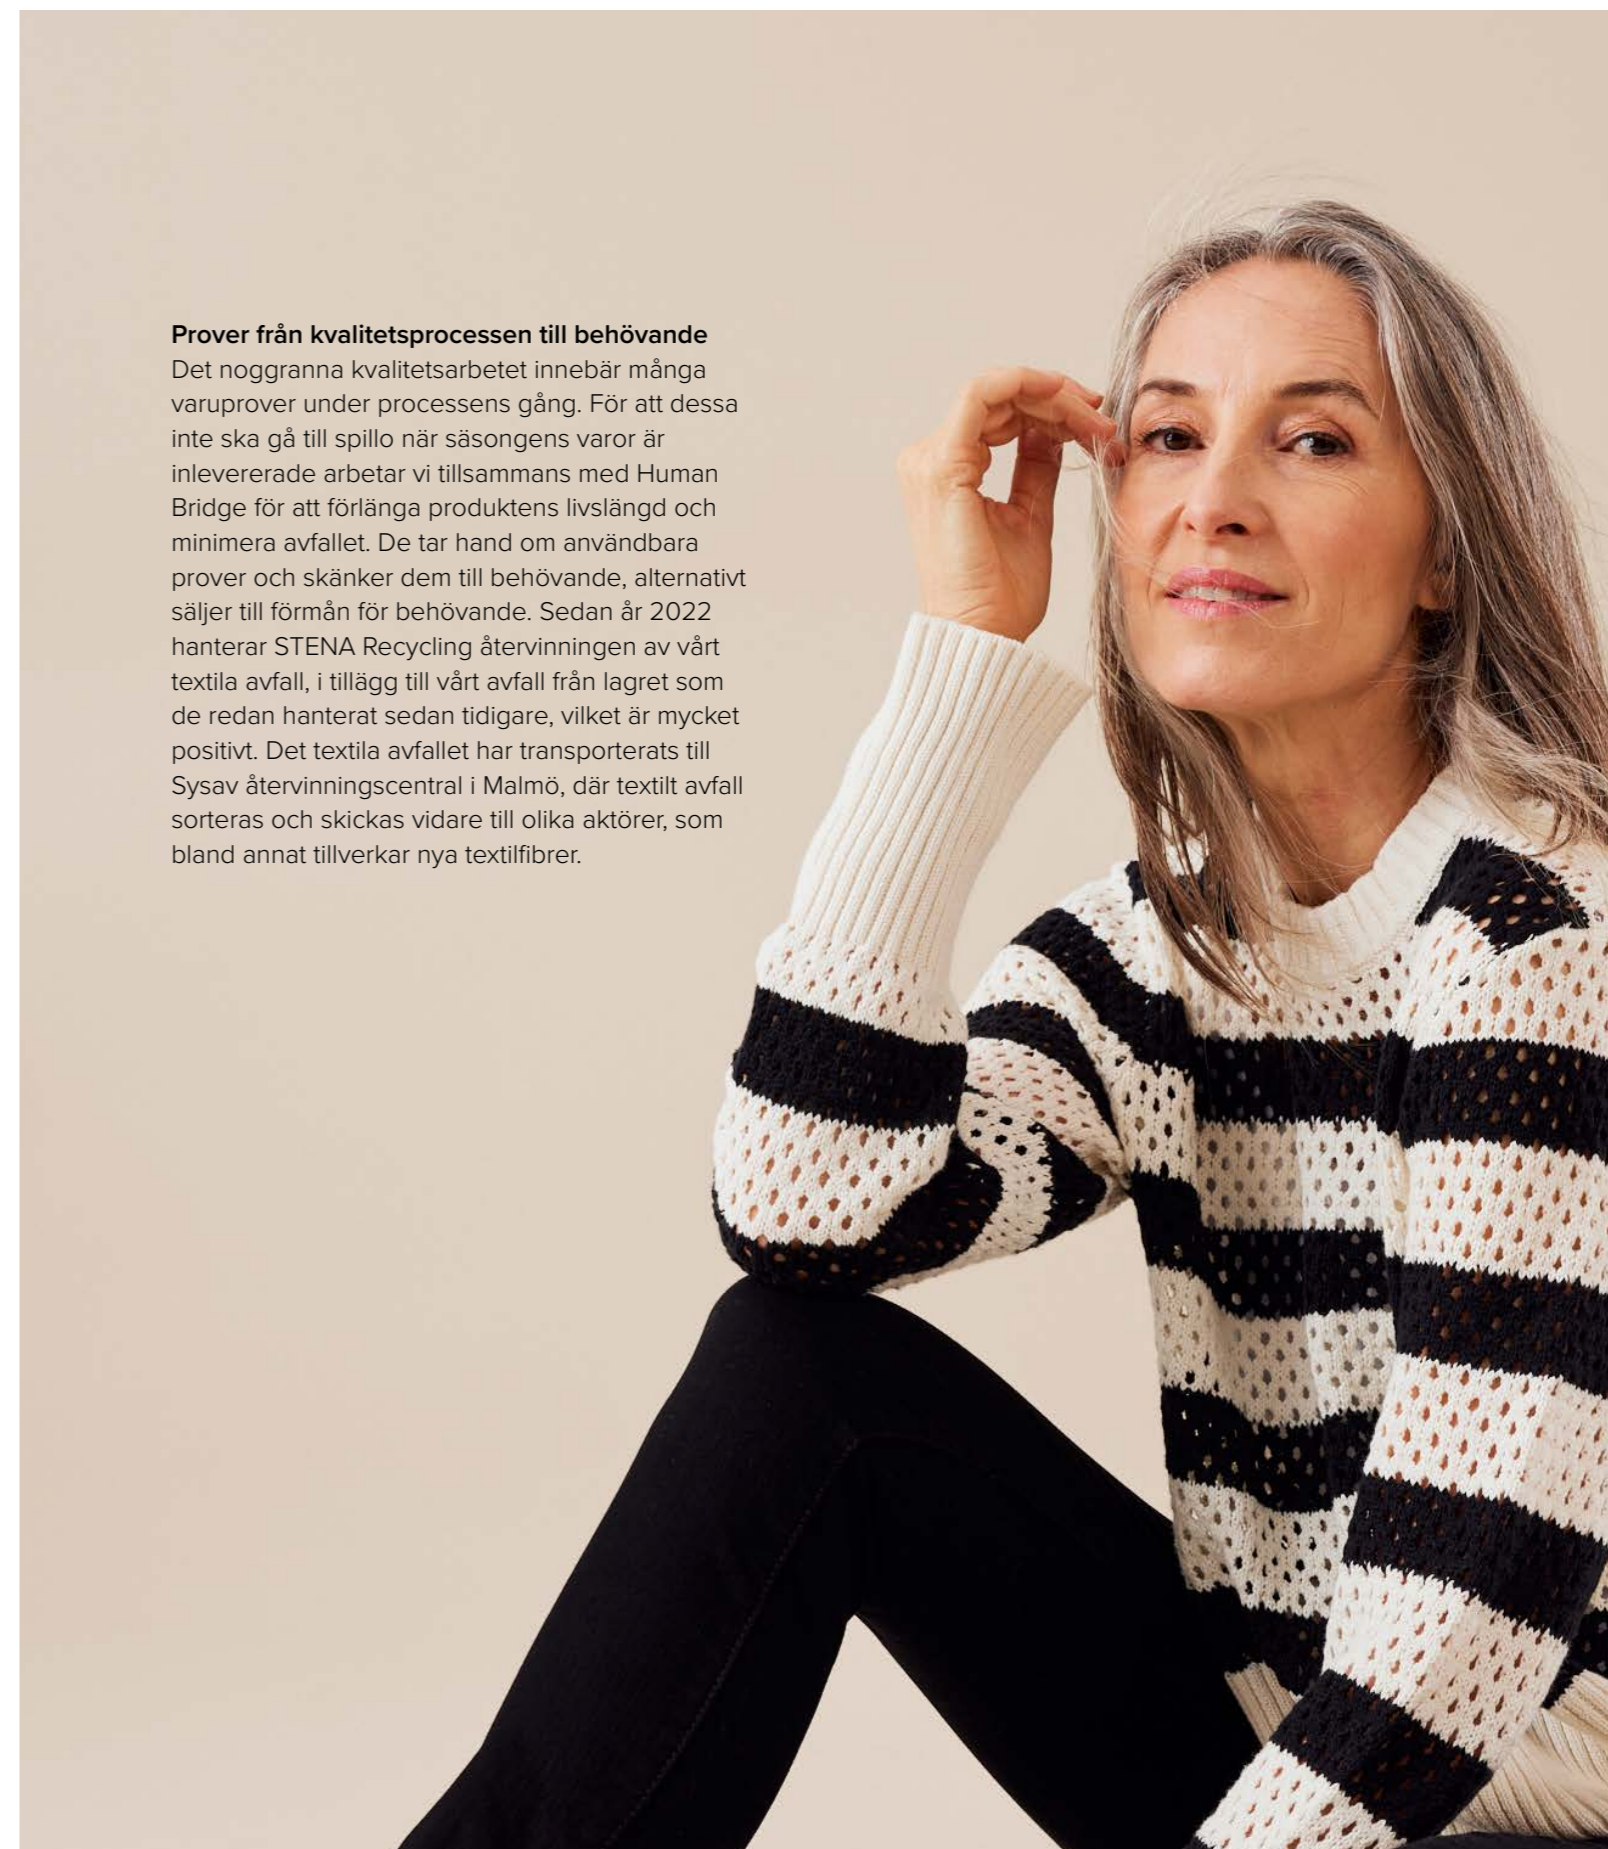 Prover från kvalitetsprocessen till behövande
Det noggranna kvalitetsarbetet innebär många
varuprover under processens gång. För att dessa
inte ska gå till spillo när säsongens varor är
inlevererade arbetar vi tillsammans med Human
Bridge för att förlänga produktens livslängd och
minimera avfallet. De tar hand om användbara
prover och skänker dem till behövande, alternativt
säljer till förmån för behövande. Sedan år 2022
hanterar STENA Recycling återvinningen av vårt
textila avfall, i tillägg till vårt avfall från lagret som
de redan hanterat sedan tidigare, vilket är mycket
positivt. Det textila avfallet har transporterats till
Sysav återvinningscentral i Malmö, där textilt avfall
sorteras och skickas vidare till olika aktörer, som
bland annat tillverkar nya textilfibrer.